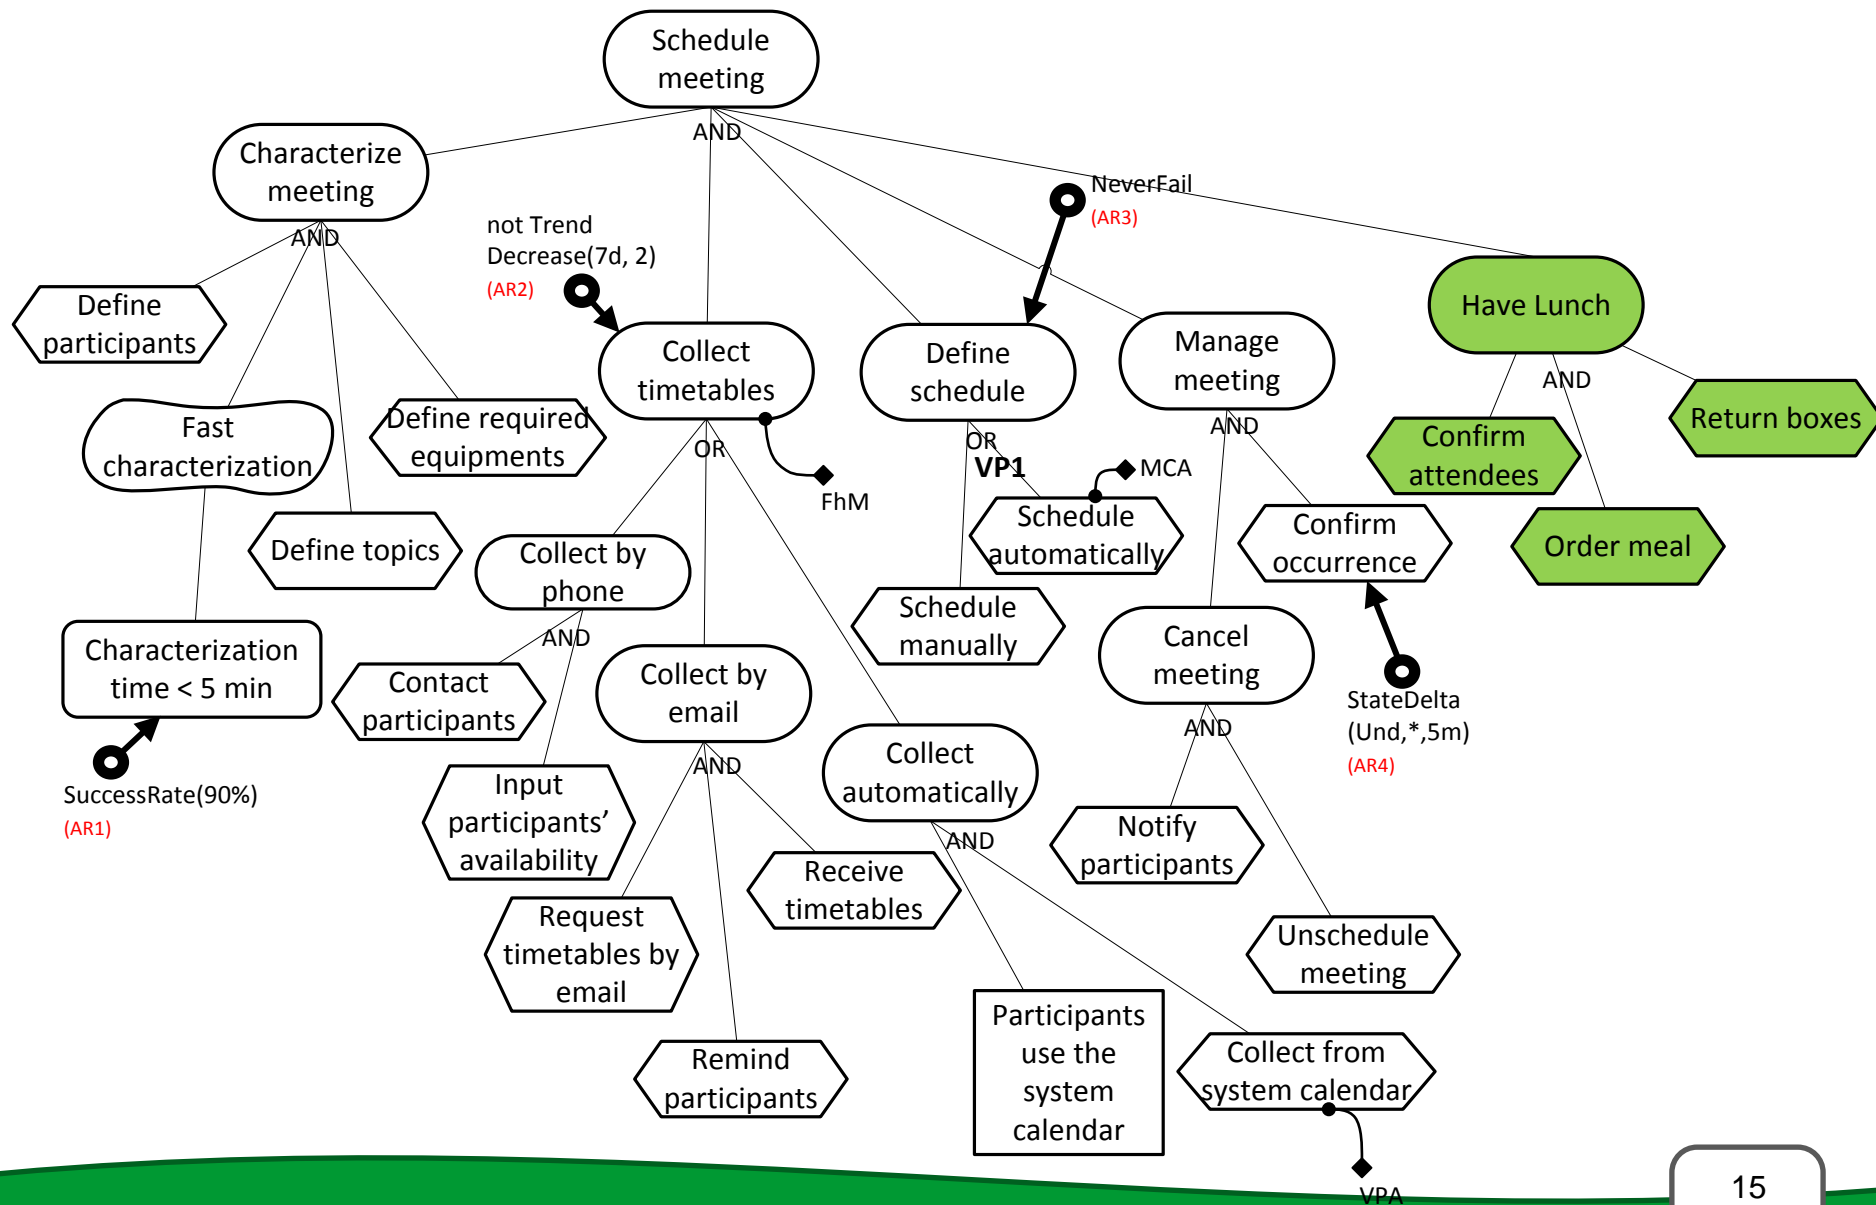 Schedule
meeting
AND
Characterize
meeting
AND
not Trend
Decrease(7d, 2)
(AR2)
NeverFail
(AR3)
Have Lunch
AND
Define
participants
Collect
timetables
OR
Define
schedule
OR
VP1
Manage
meeting
AND
Return boxes
Confirm
attendees
Order meal
Fast
characterization
Define required
equipments
FhM
MCA
Schedule
automatically
Confirm
occurrence
Define topics
Collect by
phone
AND
Schedule
manually
Cancel
meeting
AND
Characterization
time < 5 min
Contact
participants
Collect by
email
AND
StateDelta
(Und,*,5m)
(AR4)
SuccessRate(90%)
(AR1)
Input
participants’
availability
Collect
automatically
AND
Notify
participants
Receive
timetables
Request
timetables by
email
Unschedule
meeting
Remind
participants
Participants
use the
system
calendar
Collect from
system calendar
VPA
15